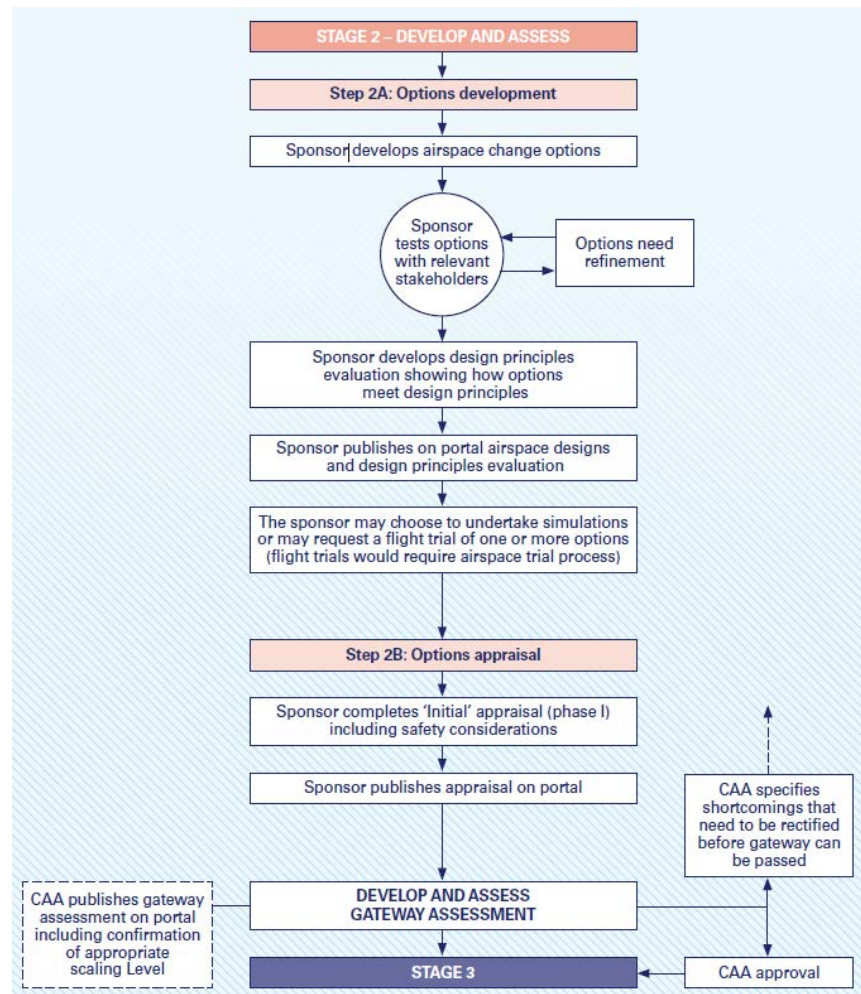 STAGE 2 – DEVELOP AND ASSESS
Step 2A: Options development
Sponsor develops airspace change options
Sponsor
tests options
with relevant
stakeholders
Options need
refinement
Sponsor develops design principles
evaluation showing how options
meet design principles
Sponsor publishes on portal airspace designs
and design principles evaluation
The sponsor may choose to undertake simulations
or may request a flight trial of one or more options
(flight trials would require airspace trial process)
Step 2B: Options appraisal
Sponsor completes ‘Initial’ appraisal (phase I)
including safety considerations
Sponsor publishes appraisal on portal
CAA specifies
shortcomings that
need to be rectified
before gateway can
be passed
CAA publishes gateway
assessment on portal
including confirmation
of appropriate
scaling Level
DEVELOP AND ASSESS
GATEWAY ASSESSMENT
STAGE 3
CAA approval